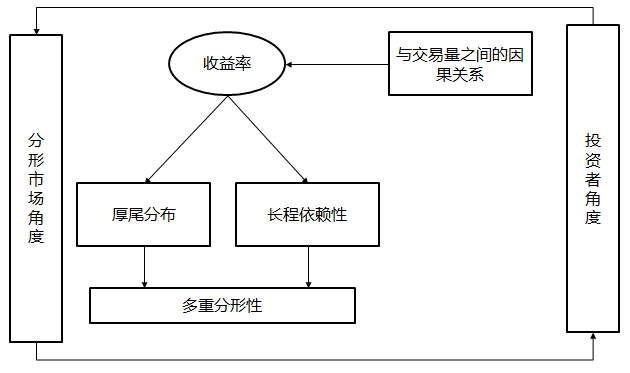 分形市场角度
收益率
与交易量之间的因
果关系
投资者角度
厚尾分布
长程依赖性
多重分形性